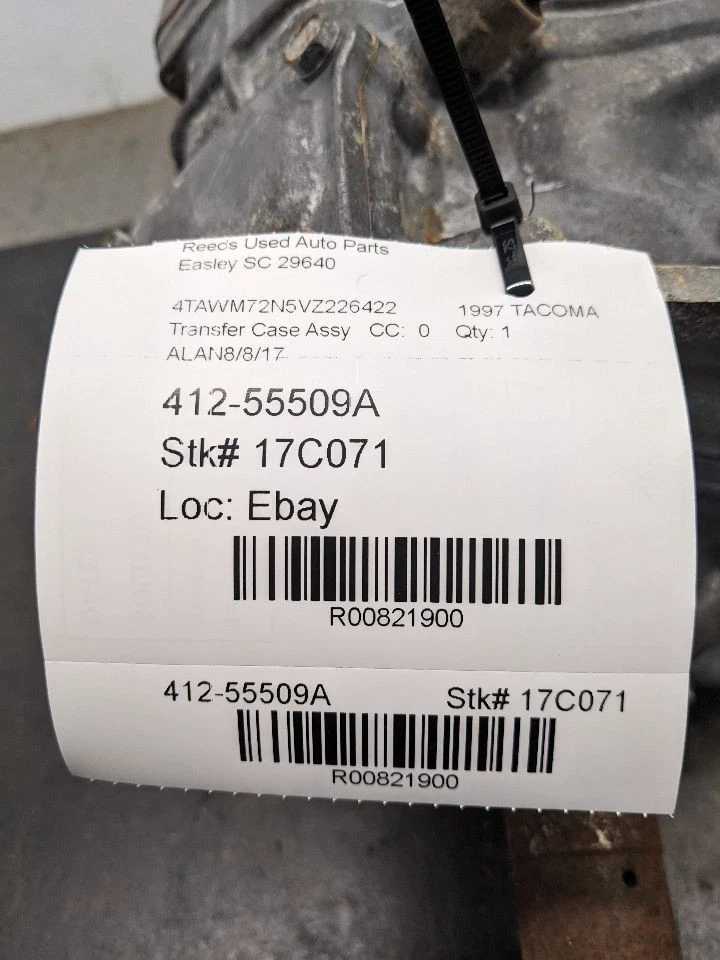 Reed's Used Auto Parts
Easley SC 29640
4TAWM72N5VZ226422 1997 TACOMA
Transfer Case Assy CC: 0 Qty: 1
ALAN8/8/17
412-55509A
Stk# 17C071
Loc: Ebay
R00821900
412-55509A Stk# 17C071
R00821900